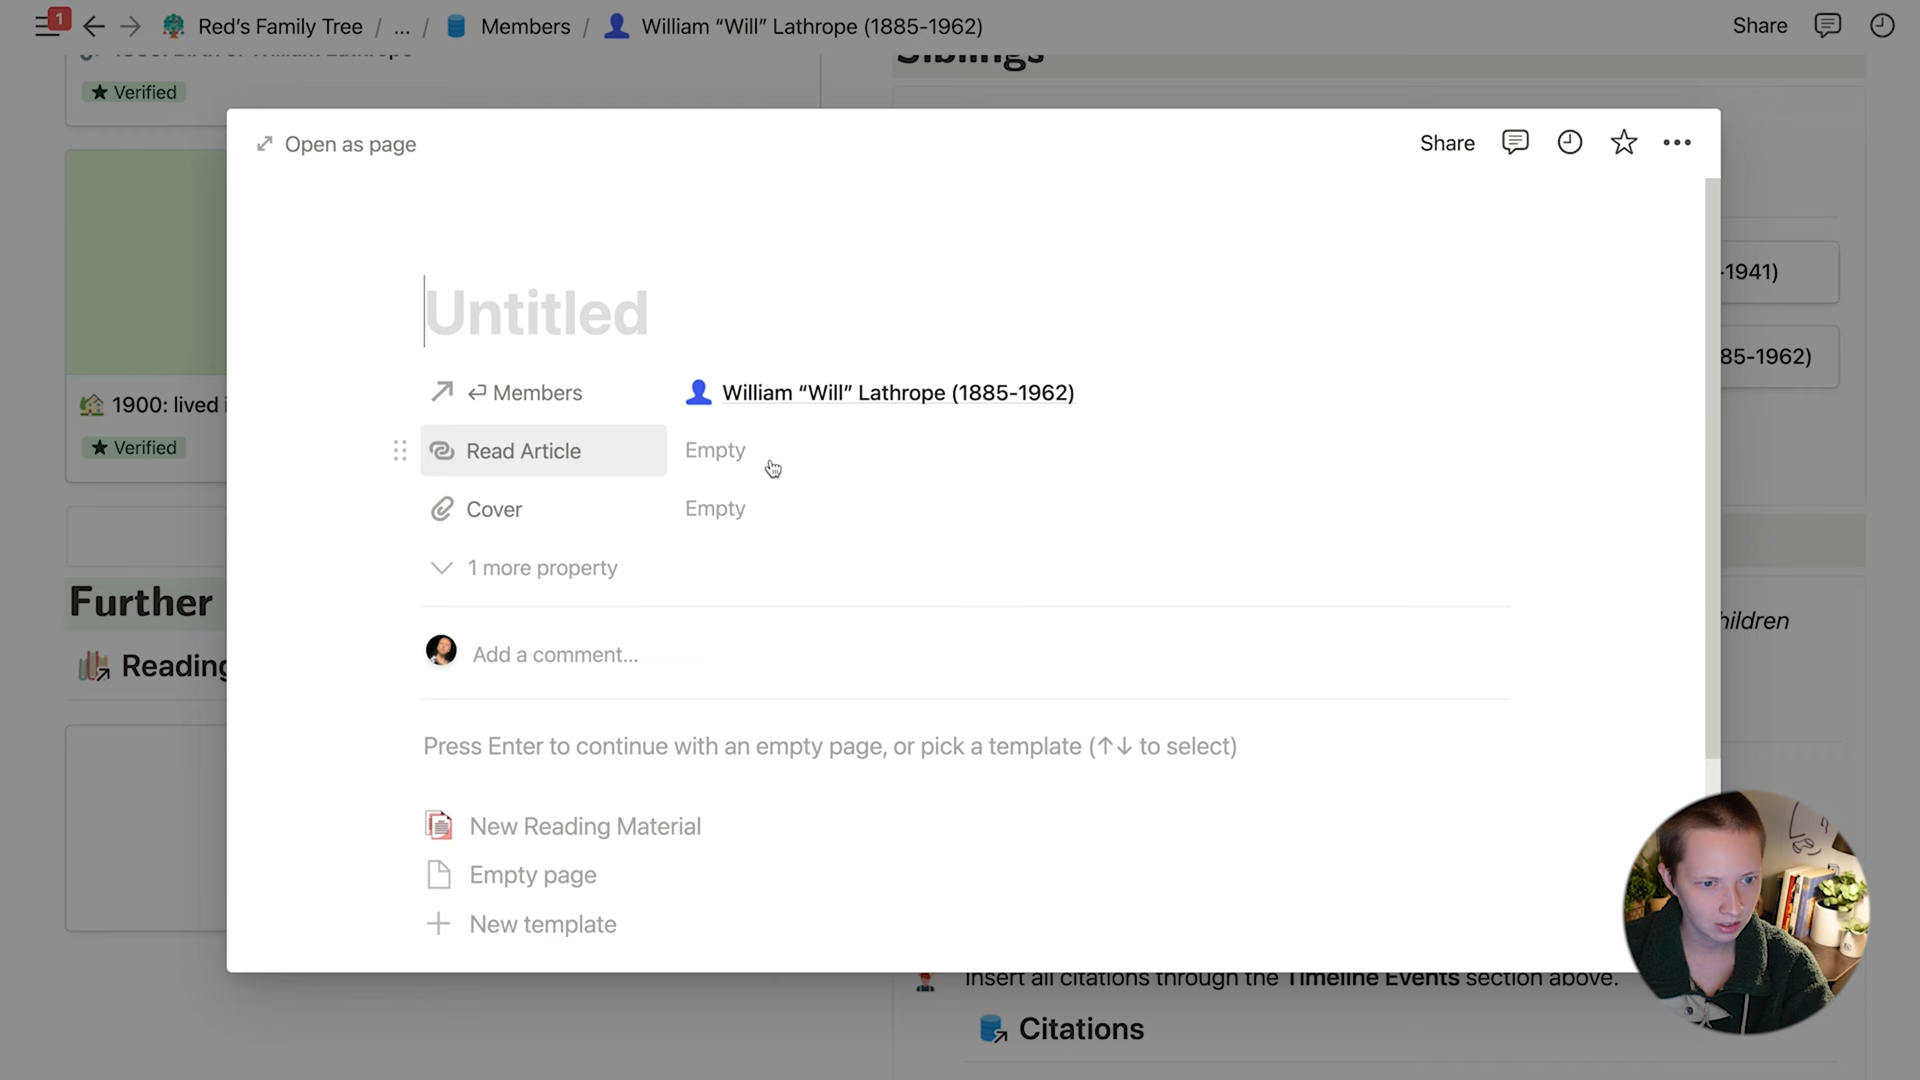 1
Red's Family Tree / ... / Members / William “Will” Lathrope (1885-1962)
Share
Siblings
Verified
Open as page
Share
Untitled
Members
William “Will” Lathrope (1885-1962)
Read Article
Empty
Cover
Empty
1 more property
Add a comment...
Press Enter to continue with an empty page, or pick a template (↑↓ to select)
New Reading Material
Empty page
New template
-1941)
85-1962)
1900: lived i
Verified
Further
Reading
hildren
Insert all citations through the Timeline Events section above.
Citations